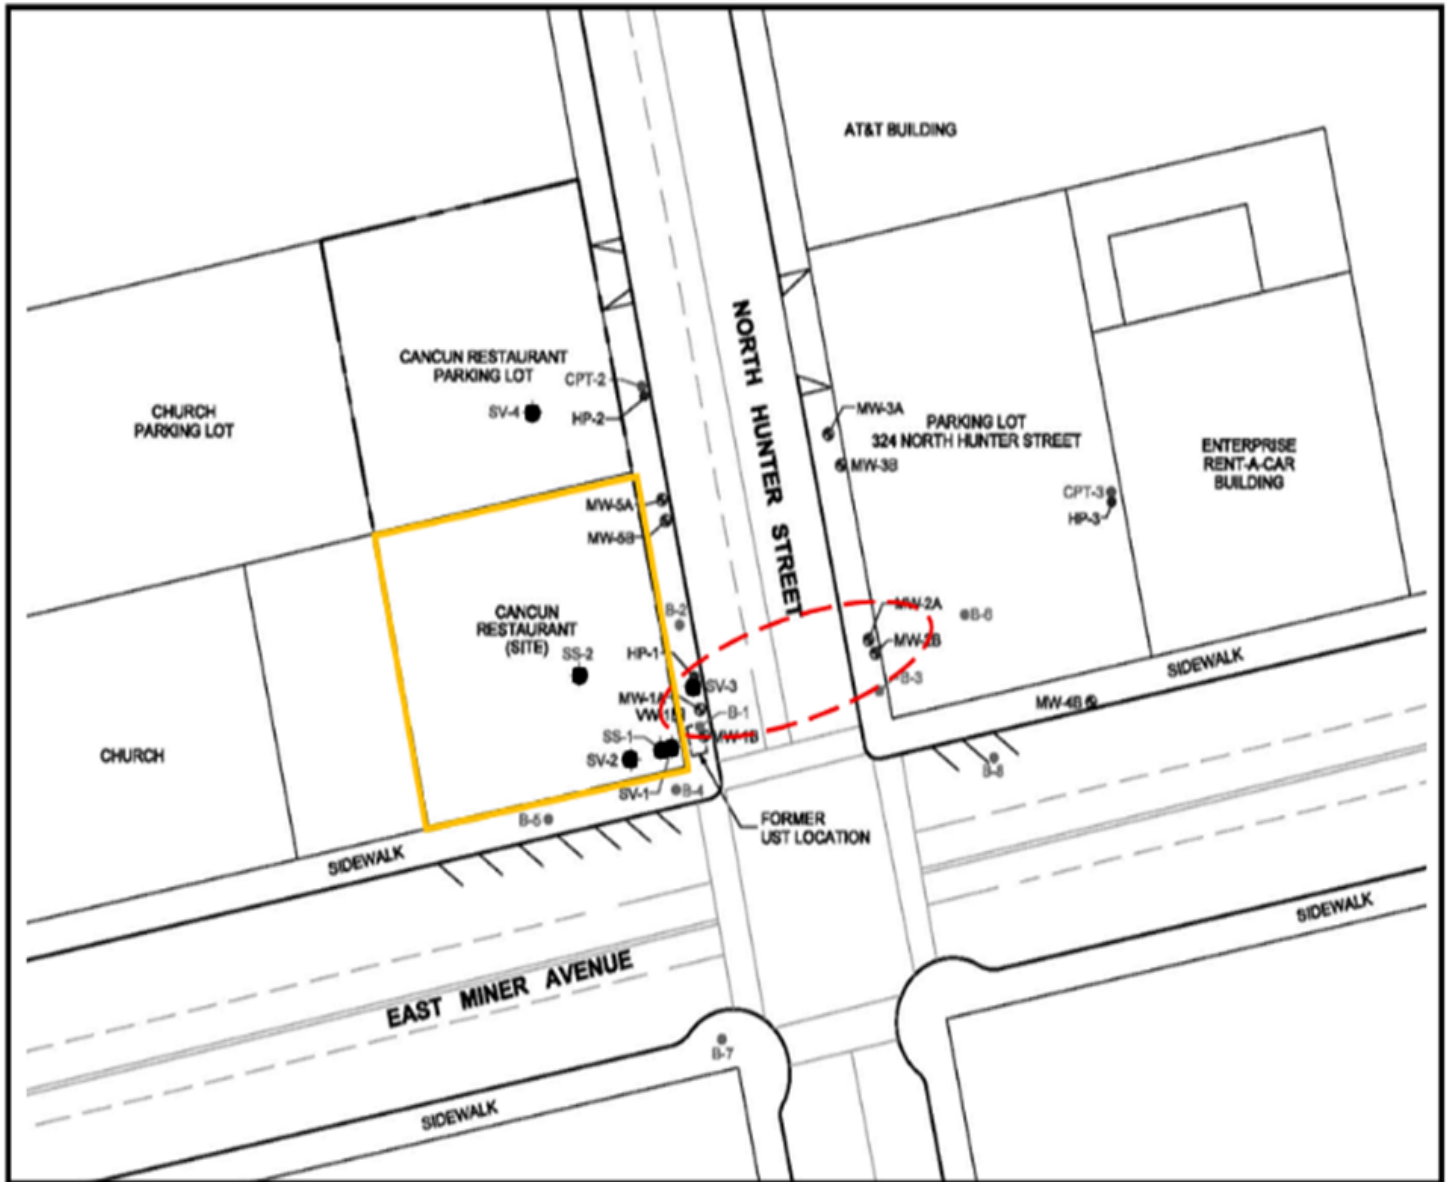 AT&T BUILDING
NORTH HUNTER STREET
CANCUN RESTAURANT
PARKING LOT
CPT-2
SV-4
HP-2
CHURCH
PARKING LOT
MW-3A
PARKING LOT
324 NORTH HUNTER STREET
MW-3B
ENTERPRISE
RENT-A-CAR
BUILDING
CPT-3
HP-3
MW-5A
MW-5B
CANCUN
RESTAURANT
(SITE)
B-2
MW-2A
B-6
MW-2B
HP-1
SS-2
SIDEWALK
B-3
SV-3
MW-1A
MW-4B
B-1
SS-1
MW-1B
CHURCH
SV-2
B-8
SV-1
B-4
B-5
FORMER
UST LOCATION
SIDEWALK
SIDEWALK
EAST MINER AVENUE
B-7
SIDEWALK